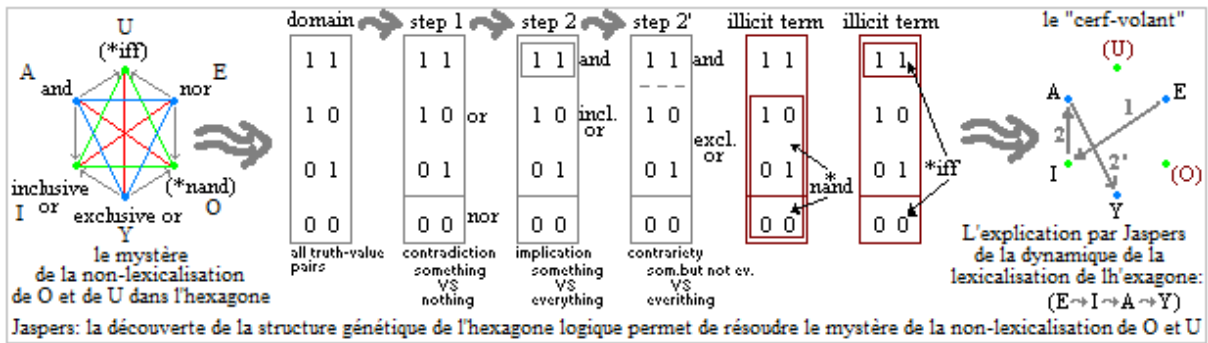 domain step 1 step 2 step 2' illicit term illicit term le "cerf-volant"
U
(*iff)
A E
and nor
inclusive or
I
(*nand)
O
exclusive or
Y
le mystère
de la non-lexicalisation
de O et de U dans l'hexagone
1 1
1 0
0 1
0 0
all truth-value
pairs
1 1
1 0 or
0 1
0 0 nor
contradiction
something
VS
nothing
1 1 and
1 0 incl.
or
0 1
0 0
implication
something
VS
everything
1 1 and
1 0
excl.
or
0 1
0 0
contrariety
som.but not ev.
VS
everithing
1 1
1 0
0 1
0 0
*
nand
1 1
1 0
0 1
0 0
*iff
(U)
A E
1
2
2'
I (O)
Y
L'explication par Jaspers
de la dynamique de la
lexicalisation de lh'exagone:
(E→I→A→Y)
Jaspers: la découverte de la structure génétique de l'hexagone logique permet de résoudre le mystère de la non-lexicalisation de O et U